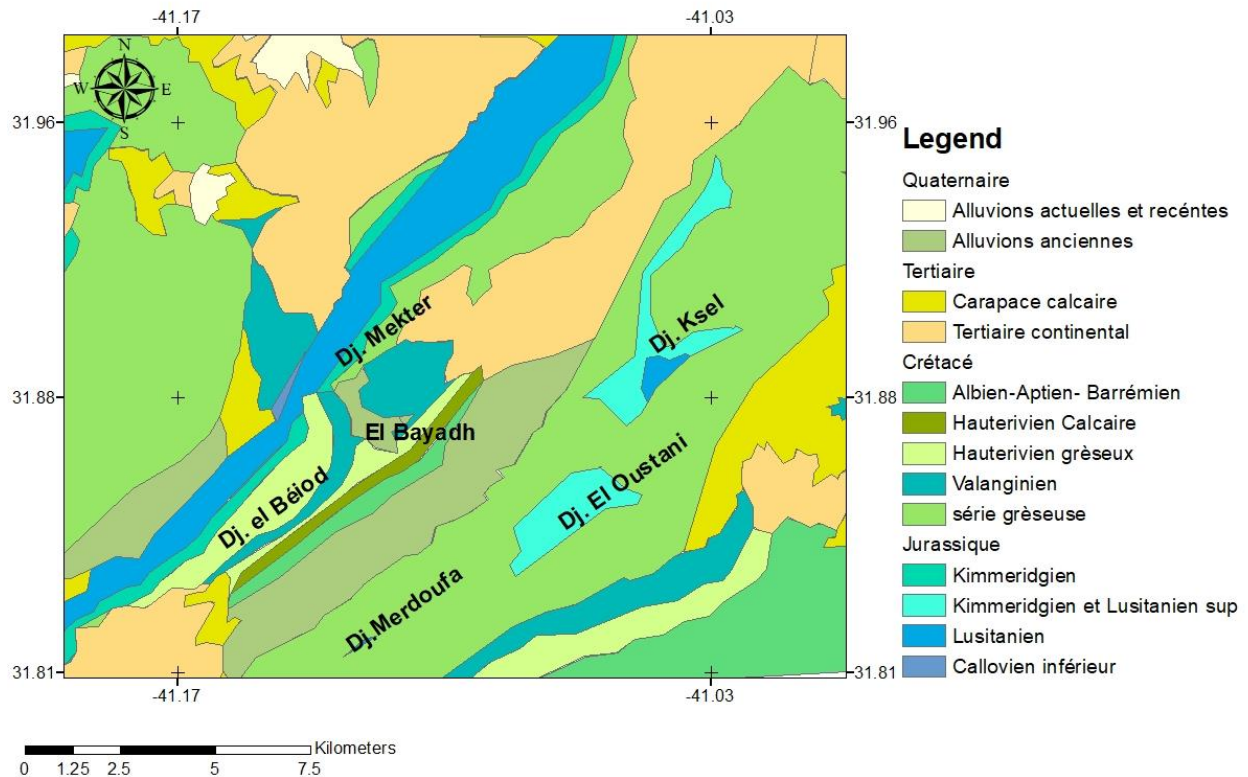 -41.17
-41.03
N
W E
S
31.96
31.96
Dj. Mekter
Dj. Ksel
31.88
31.88
El Bayadh
Dj. el Béiod
Dj. El Oustani
Dj.Merdoufa
31.81
31.81
-41.17
-41.03
Kilometers
0 1.25 2.5 5 7.5
Legend
Quaternaire
Alluvions actuelles et recéntes
Alluvions anciennes
Tertiaire
Carapace calcaire
Tertiaire continental
Crétacé
Albien-Aptien- Barrémien
Hauterivien Calcaire
Hauterivien grèseux
Valanginien
série grèseuse
Jurassique
Kimmeridgien
Kimmeridgien et Lusitanien sup
Lusitanien
Callovien inférieur